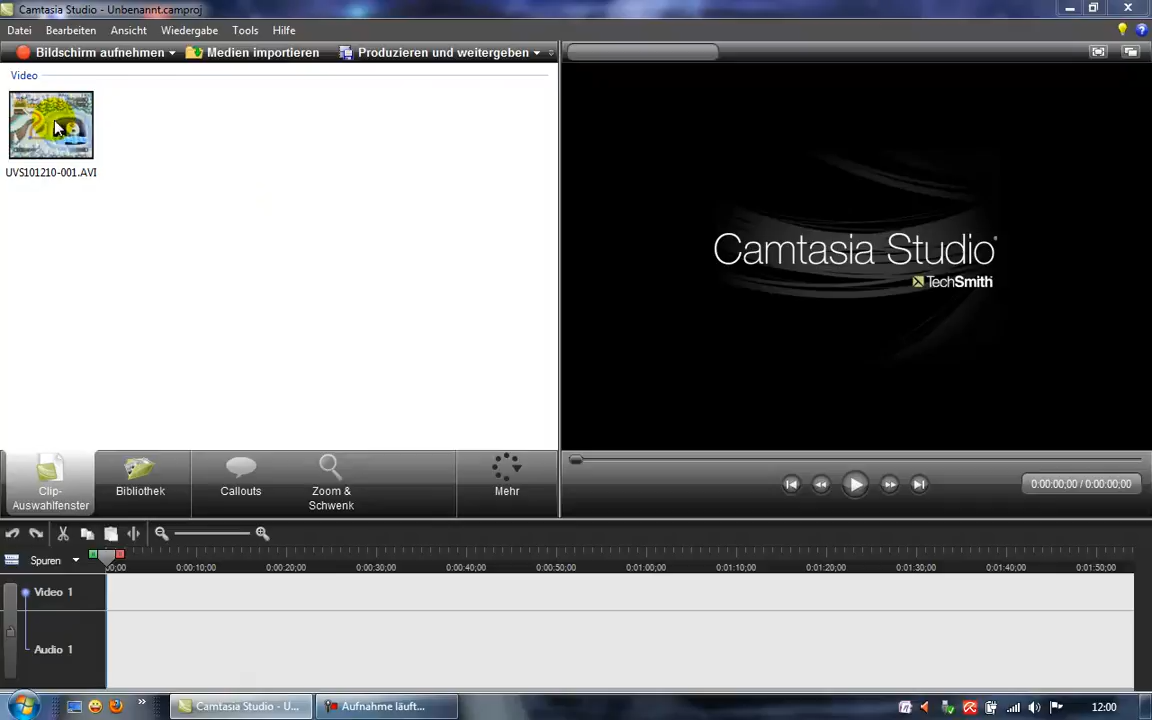 Camtasia Studio - Unbenannt.camproj
Datei Bearbeiten Ansicht Wiedergabe Tools Hilfe
Bildschirm aufnehmen Medien importieren Produzieren und weitergeben
Video
UVS101210-001.AVI
Camtasia Studio®
TechSmith
Clip-Auswahlfenster
Bibliothek
Callouts
Zoom & Schwenk
Mehr
0:00:00;00 / 0:00:00;00
Spuren
00;00 0:00:10;00 0:00:20;00 0:00:30;00 0:00:40;00 0:00:50;00 0:01:00;00 0:01:10;00 0:01:20;00 0:01:30;00 0:01:40;00 0:01:50;00
Video 1
Audio 1
Camtasia Studio - U... Aufnahme läuft... 12:00